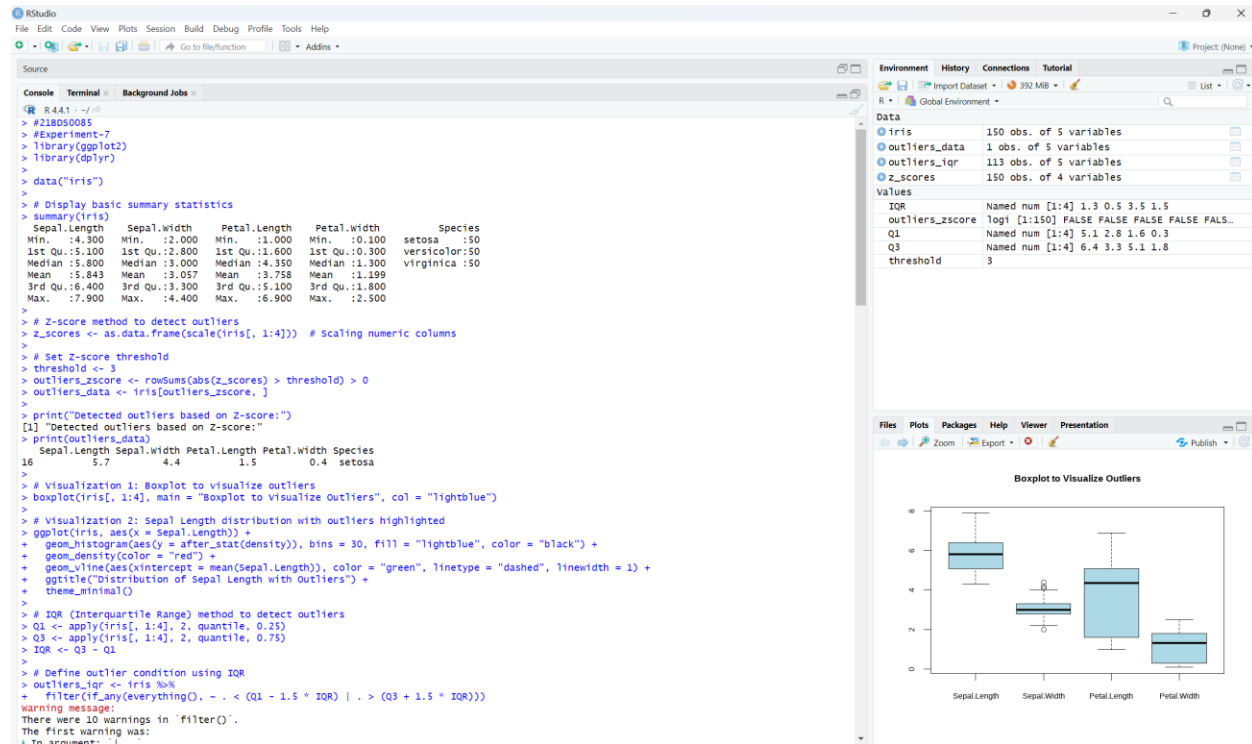 RStudio
File Edit Code View Plots Session Build Debug Profile Tools Help
Go to file/function Addins
Project: (None)
Source
Console Terminal Background Jobs
R 4.4.1 · ~/
> #21BDS0085
> #Experiment-7
> library(ggplot2)
> library(dplyr)
>
> data("iris")
>
> # Display basic summary statistics
> summary(iris)
Sepal.Length Sepal.Width Petal.Length Petal.Width Species
Min. :4.300 Min. :2.000 Min. :1.000 Min. :0.100 setosa :50
1st Qu.:5.100 1st Qu.:2.800 1st Qu.:1.600 1st Qu.:0.300 versicolor:50
Median :5.800 Median :3.000 Median :4.350 Median :1.300 virginica :50
Mean :5.843 Mean :3.057 Mean :3.758 Mean :1.199
3rd Qu.:6.400 3rd Qu.:3.300 3rd Qu.:5.100 3rd Qu.:1.800
Max. :7.900 Max. :4.400 Max. :6.900 Max. :2.500
>
> # Z-score method to detect outliers
> z_scores <- as.data.frame(scale(iris[, 1:4])) # Scaling numeric columns
>
> # Set Z-score threshold
> threshold <- 3
> outliers_zscore <- rowSums(abs(z_scores) > threshold) > 0
> outliers_data <- iris[outliers_zscore, ]
>
> print("Detected outliers based on Z-score:")
[1] "Detected outliers based on Z-score:"
> print(outliers_data)
Sepal.Length Sepal.Width Petal.Length Petal.Width Species
16 5.7 4.4 1.5 0.4 setosa
>
> # Visualization 1: Boxplot to visualize outliers
> boxplot(iris[, 1:4], main = "Boxplot to Visualize Outliers", col = "lightblue")
>
> # Visualization 2: Sepal Length distribution with outliers highlighted
> ggplot(iris, aes(x = Sepal.Length)) +
+ geom_histogram(aes(y = after_stat(density)), bins = 30, fill = "lightblue", color = "black") +
+ geom_density(color = "red") +
+ geom_vline(aes(xintercept = mean(Sepal.Length)), color = "green", linetype = "dashed", linewidth = 1) +
+ ggtitle("Distribution of Sepal Length with Outliers") +
+ theme_minimal()
>
> # IQR (Interquartile Range) method to detect outliers
> Q1 <- apply(iris[, 1:4], 2, quantile, 0.25)
> Q3 <- apply(iris[, 1:4], 2, quantile, 0.75)
> IQR <- Q3 - Q1
>
> # Define outlier condition using IQR
> outliers_iqr <- iris %>%
+ filter(if_any(everything(), ~ . < (Q1 - 1.5 * IQR) | . > (Q3 + 1.5 * IQR)))
Warning message:
There were 10 warnings in `filter()`.
The first warning was:
ℹ In argument: `|...`
Environment History Connections Tutorial
Import Dataset 392 MiB List
R Global Environment
Data
iris 150 obs. of 5 variables
outliers_data 1 obs. of 5 variables
outliers_iqr 113 obs. of 5 variables
z_scores 150 obs. of 4 variables
Values
IQR Named num [1:4] 1.3 0.5 3.5 1.5
outliers_zscore logi [1:150] FALSE FALSE FALSE FALSE FALS…
Q1 Named num [1:4] 5.1 2.8 1.6 0.3
Q3 Named num [1:4] 6.4 3.3 5.1 1.8
threshold 3
Files Plots Packages Help Viewer Presentation
Zoom Export Publish
Boxplot to Visualize Outliers
8
6
4
2
0
Sepal.Length Sepal.Width Petal.Length Petal.Width